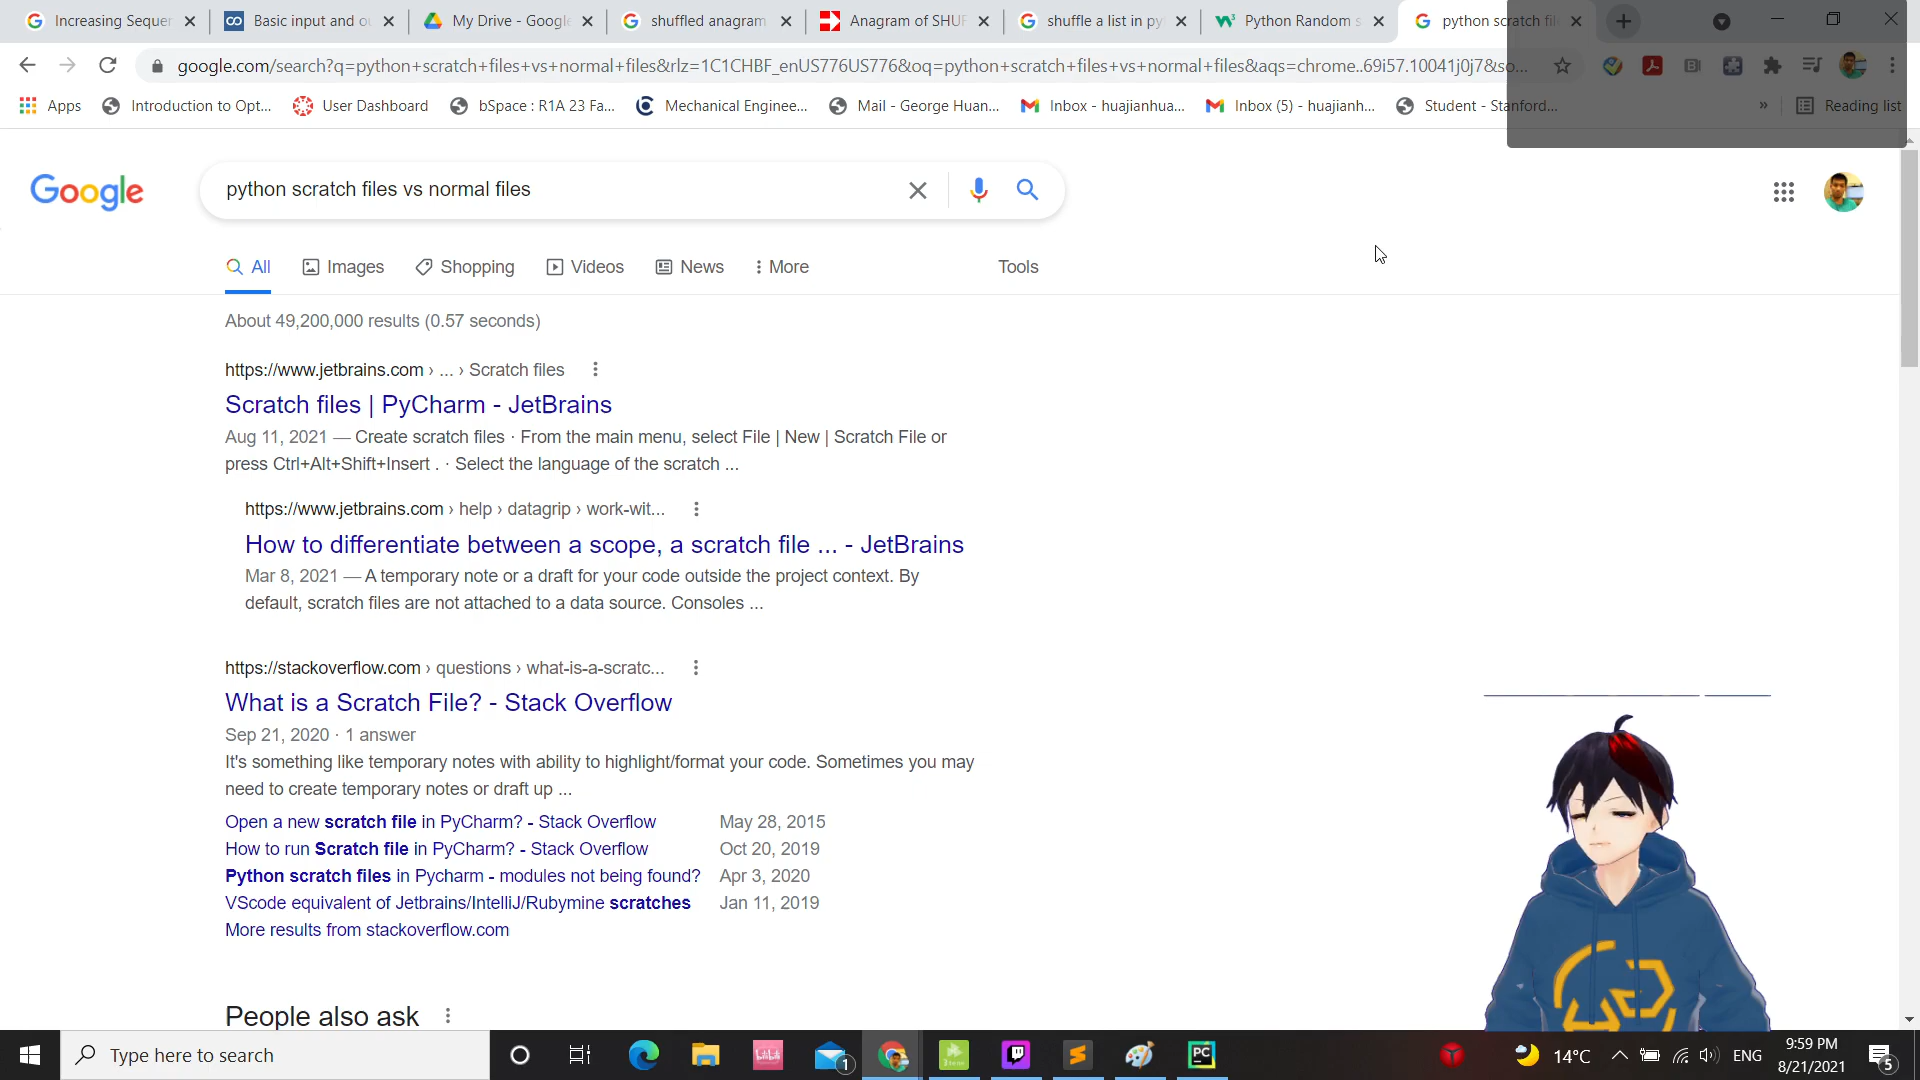 Increasing Sequer
Basic input and ou
My Drive - Google
shuffled anagram
Anagram of SHUF
shuffle a list in py
Python Random s
python scratch file
google.com/search?q=python+scratch+files+vs+normal+files&rlz=1C1CHBF_enUS776US776&oq=python+scratch+files+vs+normal+files&aqs=chrome..69i57.10041j0j7&so...
Apps
Introduction to Opt...
User Dashboard
bSpace : R1A 23 Fa...
Mechanical Enginee...
Mail - George Huan...
Inbox - huajianhua...
Inbox (5) - huajianh...
Student - Stanford...
»
Reading list
Google
python scratch files vs normal files
All
Images
Shopping
Videos
News
More
Tools
About 49,200,000 results (0.57 seconds)
https://www.jetbrains.com › ... › Scratch files
Scratch files | PyCharm - JetBrains
Aug 11, 2021 — Create scratch files · From the main menu, select File | New | Scratch File or
press Ctrl+Alt+Shift+Insert . · Select the language of the scratch ...
https://www.jetbrains.com › help › datagrip › work-wit...
How to differentiate between a scope, a scratch file ... - JetBrains
Mar 8, 2021 — A temporary note or a draft for your code outside the project context. By
default, scratch files are not attached to a data source. Consoles ...
https://stackoverflow.com › questions › what-is-a-scratc...
What is a Scratch File? - Stack Overflow
Sep 21, 2020 · 1 answer
It's something like temporary notes with ability to highlight/format your code. Sometimes you may
need to create temporary notes or draft up ...
Open a new scratch file in PyCharm? - Stack Overflow May 28, 2015
How to run Scratch file in PyCharm? - Stack Overflow Oct 20, 2019
Python scratch files in Pycharm - modules not being found? Apr 3, 2020
VScode equivalent of Jetbrains/IntelliJ/Rubymine scratches Jan 11, 2019
More results from stackoverflow.com
People also ask
Type here to search
1
PC
14°C
ENG
9:59 PM
8/21/2021
5